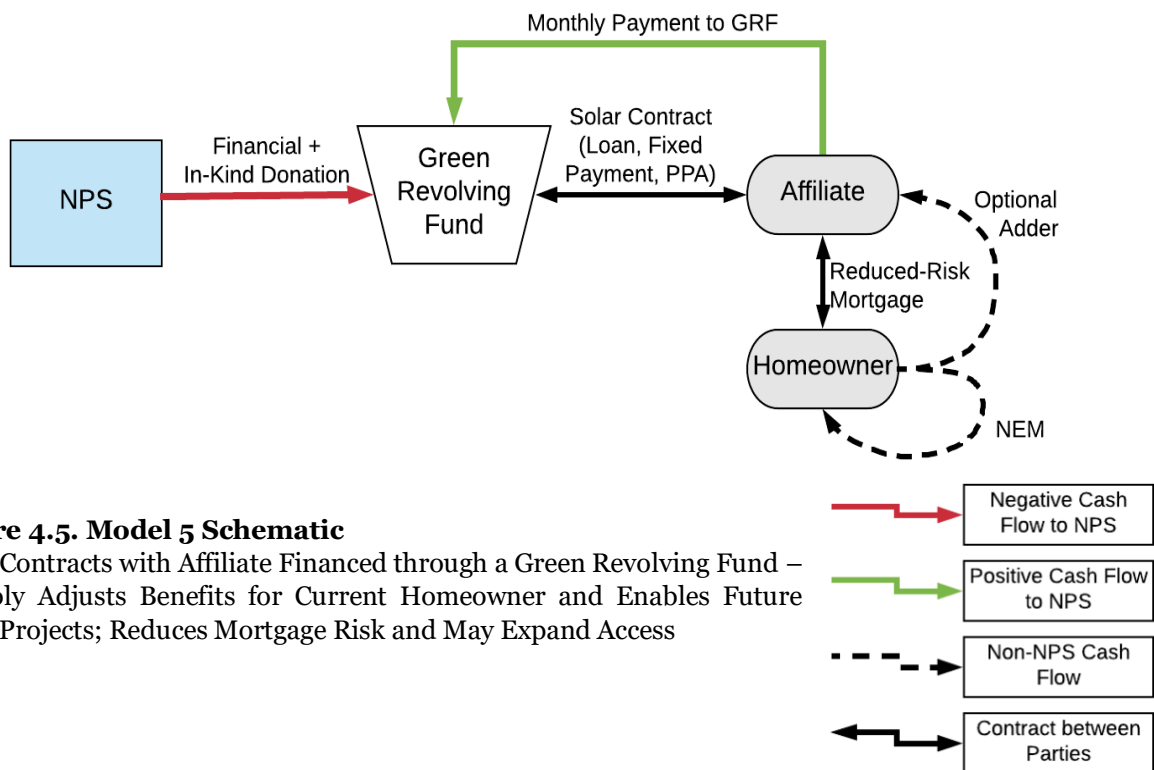 Monthly Payment to GRF
NPS
Financial +
In-Kind Donation
Green
Revolving
Fund
Solar Contract
(Loan, Fixed
Payment, PPA)
Affiliate
Optional
Adder
Reduced-Risk
Mortgage
Homeowner
NEM
re 4.5. Model 5 Schematic
Contracts with Affiliate Financed through a Green Revolving Fund –
bly Adjusts Benefits for Current Homeowner and Enables Future
Projects; Reduces Mortgage Risk and May Expand Access
Negative Cash
Flow to NPS
Positive Cash Flow
to NPS
Non-NPS Cash
Flow
Contract between
Parties